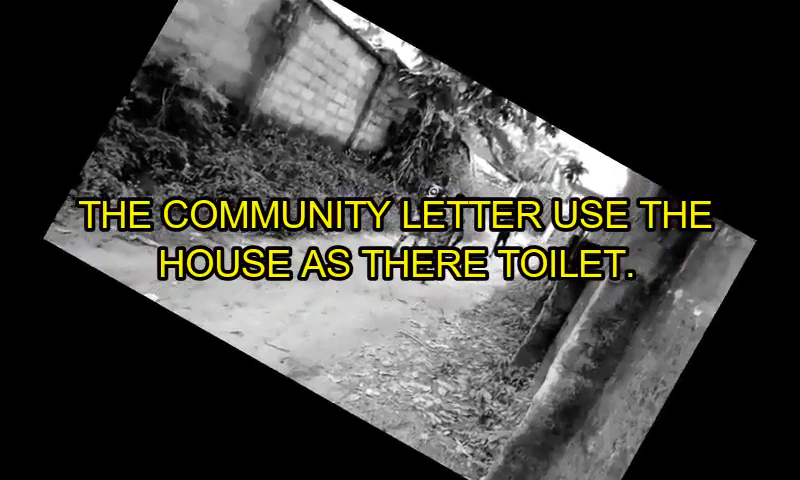 THE COMMUNITY LETTER USE THE
HOUSE AS THERE TOILET.